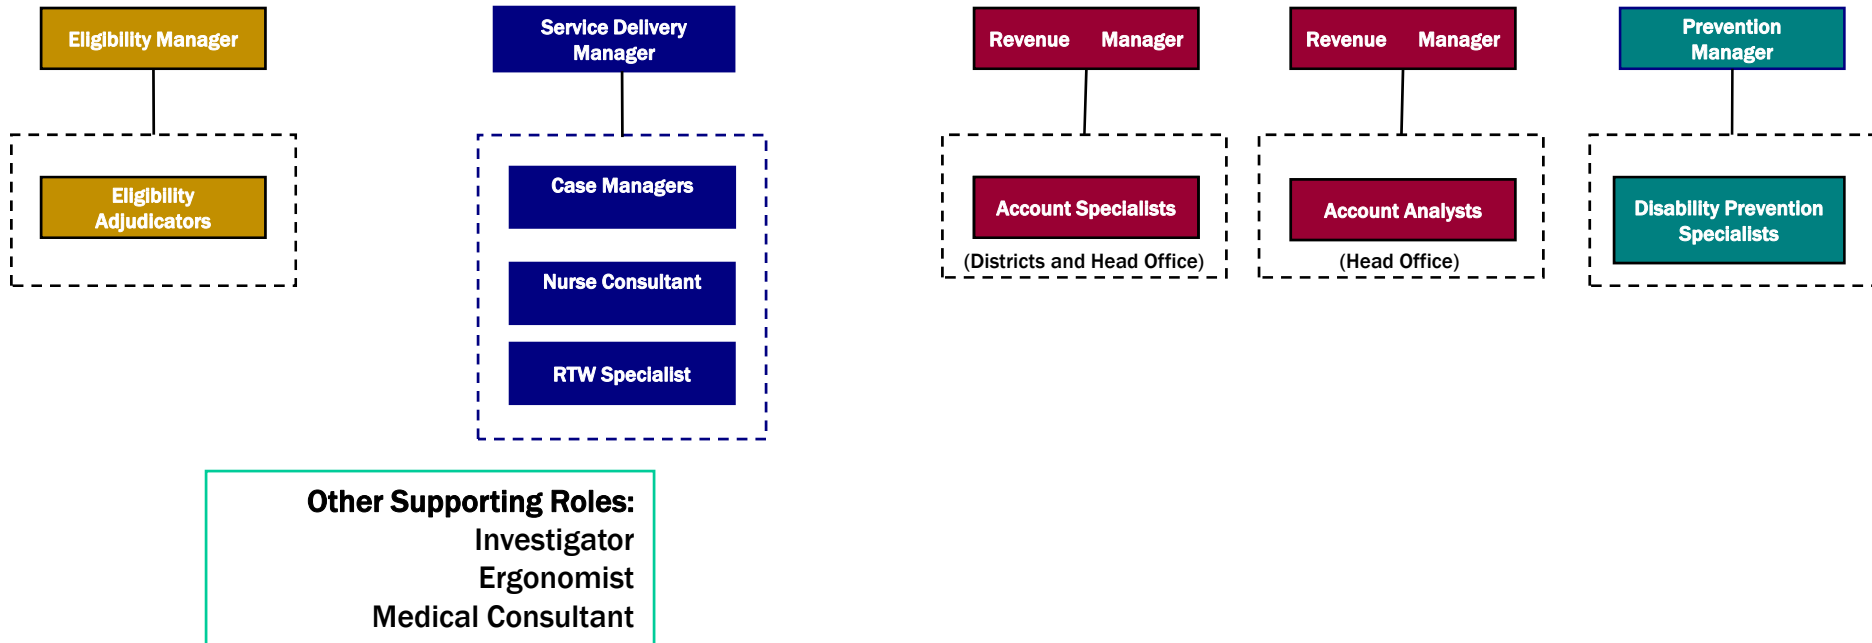 Eligibility Manager
Service Delivery
Manager
Revenue Manager
Revenue Manager
Prevention
Manager
Eligibility
Adjudicators
Case Managers
Nurse Consultant
RTW Specialist
Account Specialists
(Districts and Head Office)
Account Analysts
(Head Office)
Disability Prevention
Specialists
Other Supporting Roles:
Investigator
Ergonomist
Medical Consultant